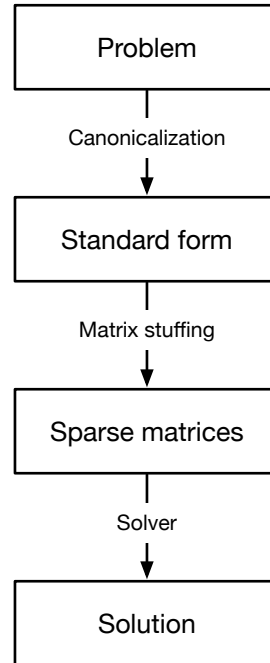 Problem
Canonicalization
Standard form
Matrix stuffing
Sparse matrices
Solver
Solution